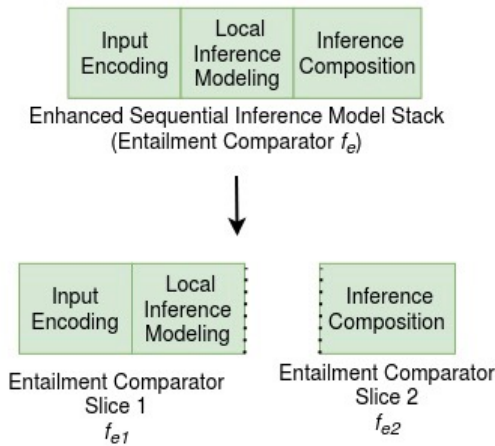 Input
Encoding
Local
Inference
Modeling
Inference
Composition
Enhanced Sequential Inference Model Stack
(Entailment Comparator fe)
Input
Encoding
Local
Inference
Modeling
Inference
Composition
Entailment Comparator
Slice 1
fe1
Entailment Comparator
Slice 2
fe2